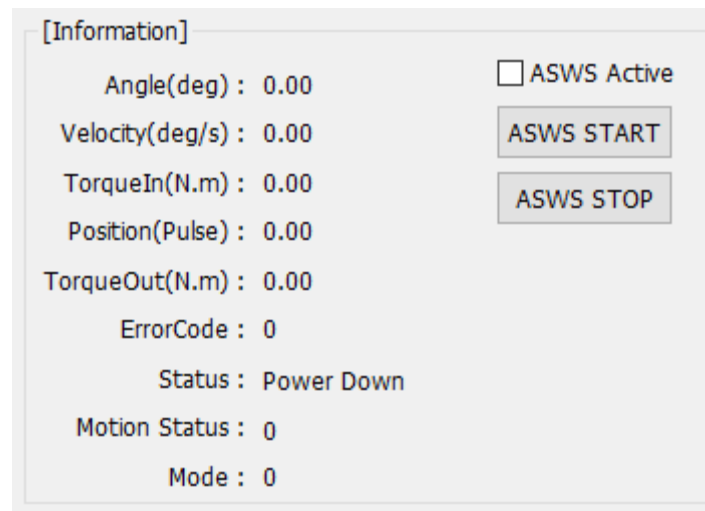 [Information]
Angle(deg) : 0.00
ASWS Active
Velocity(deg/s) : 0.00
ASWS START
TorqueIn(N.m) : 0.00
ASWS STOP
Position(Pulse) : 0.00
TorqueOut(N.m) : 0.00
ErrorCode : 0
Status : Power Down
Motion Status : 0
Mode : 0